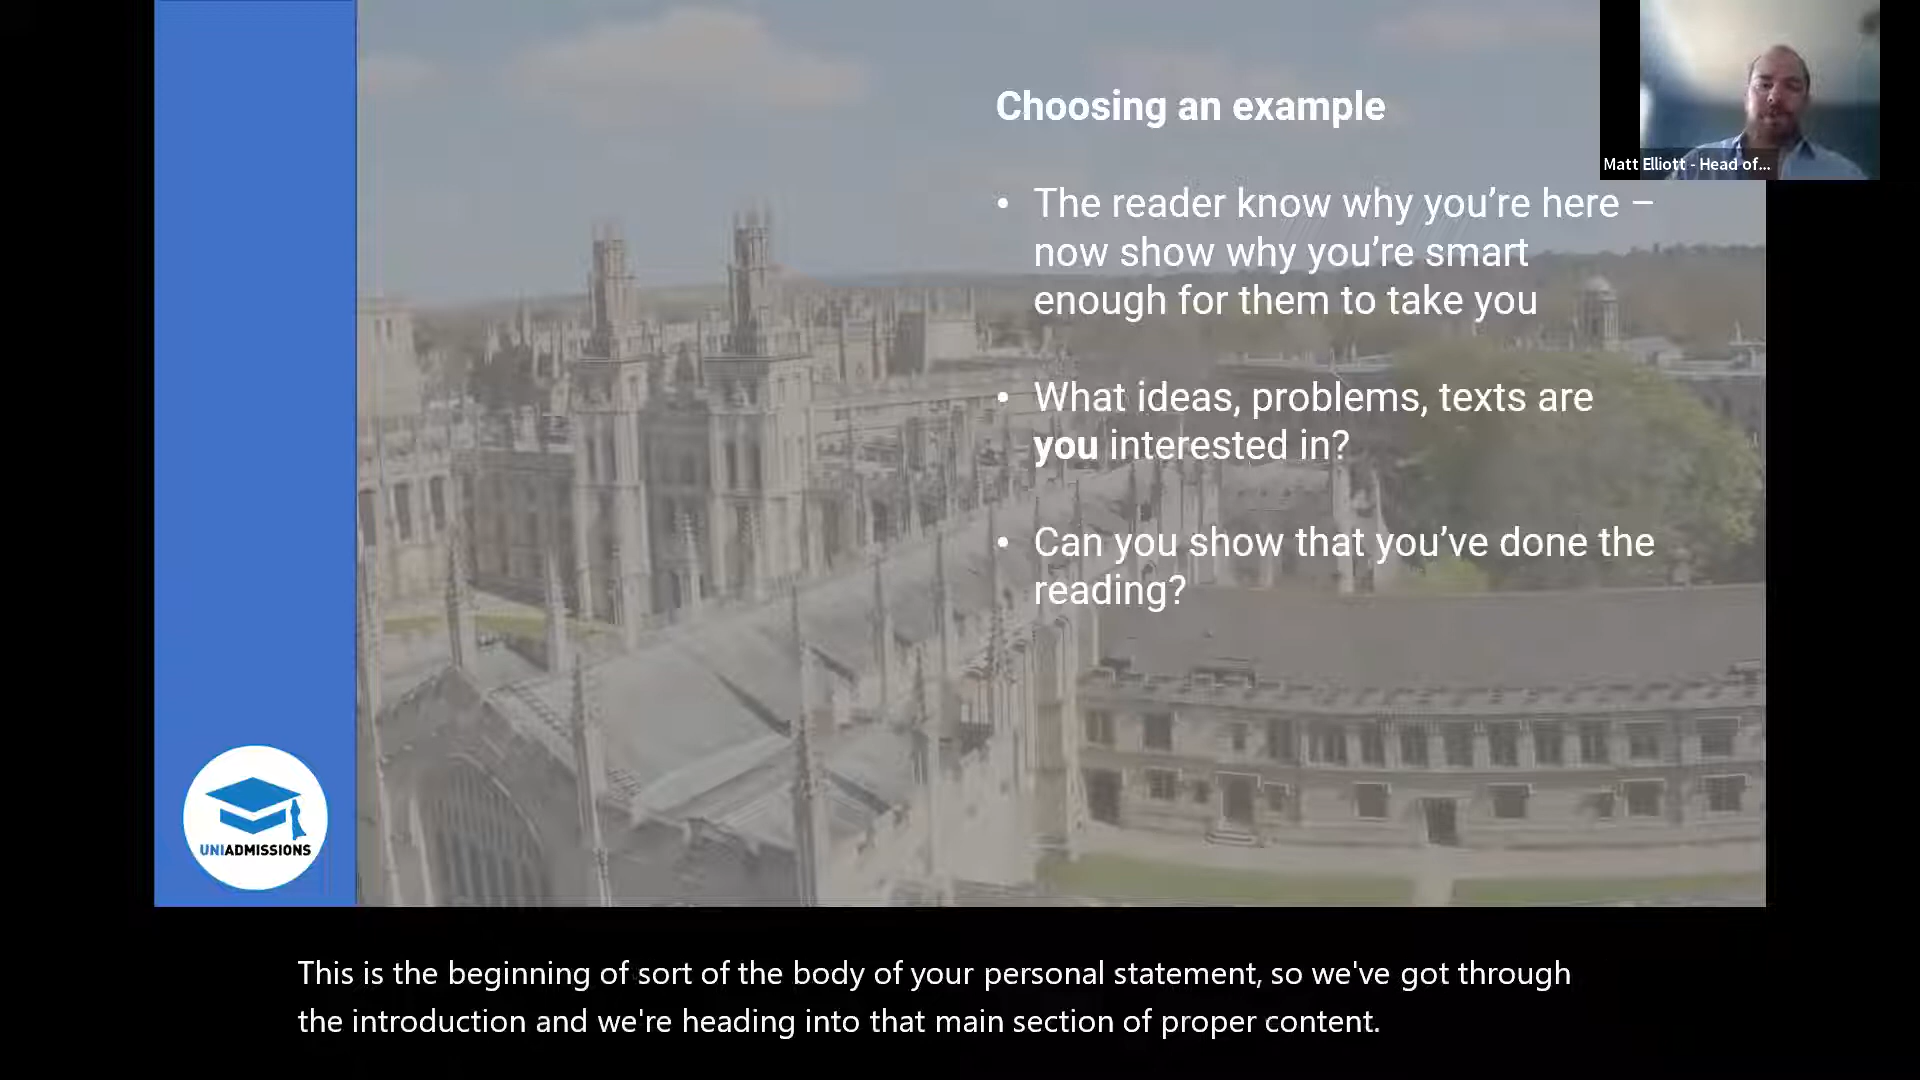 Choosing an example
Matt Elliott - Head of...
• The reader know why you’re here –
now show why you’re smart
enough for them to take you
• What ideas, problems, texts are
you interested in?
• Can you show that you’ve done the
reading?
UNIADMISSIONS
This is the beginning of sort of the body of your personal statement, so we've got through
the introduction and we're heading into that main section of proper content.